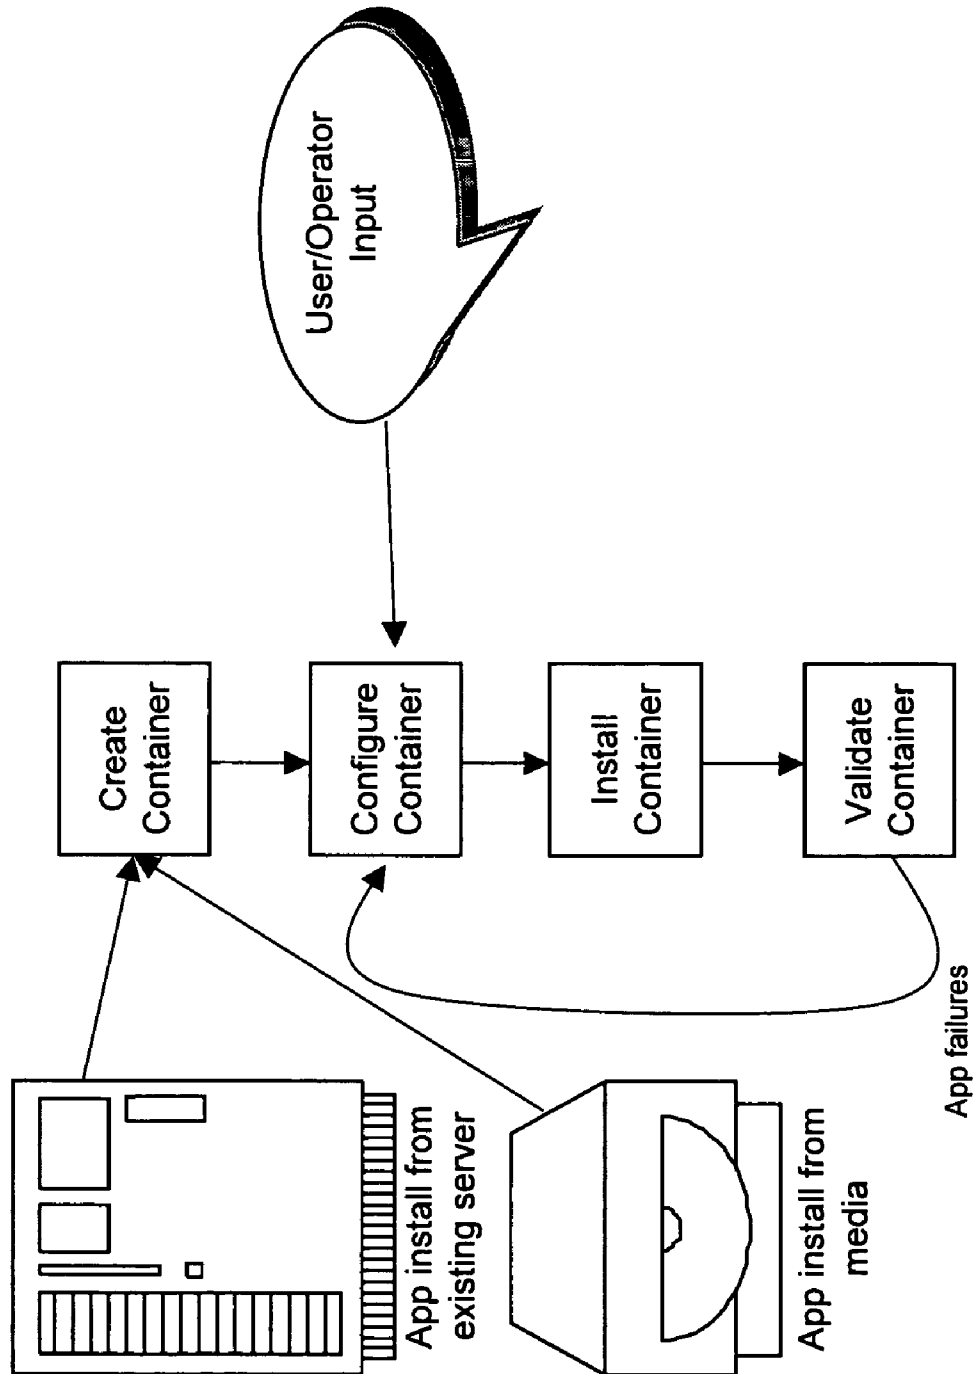 User/Operator
Input
Create
Container
Configure
Container
Install
Container
Validate
Container
App install from
existing server
App install from
media
App failures